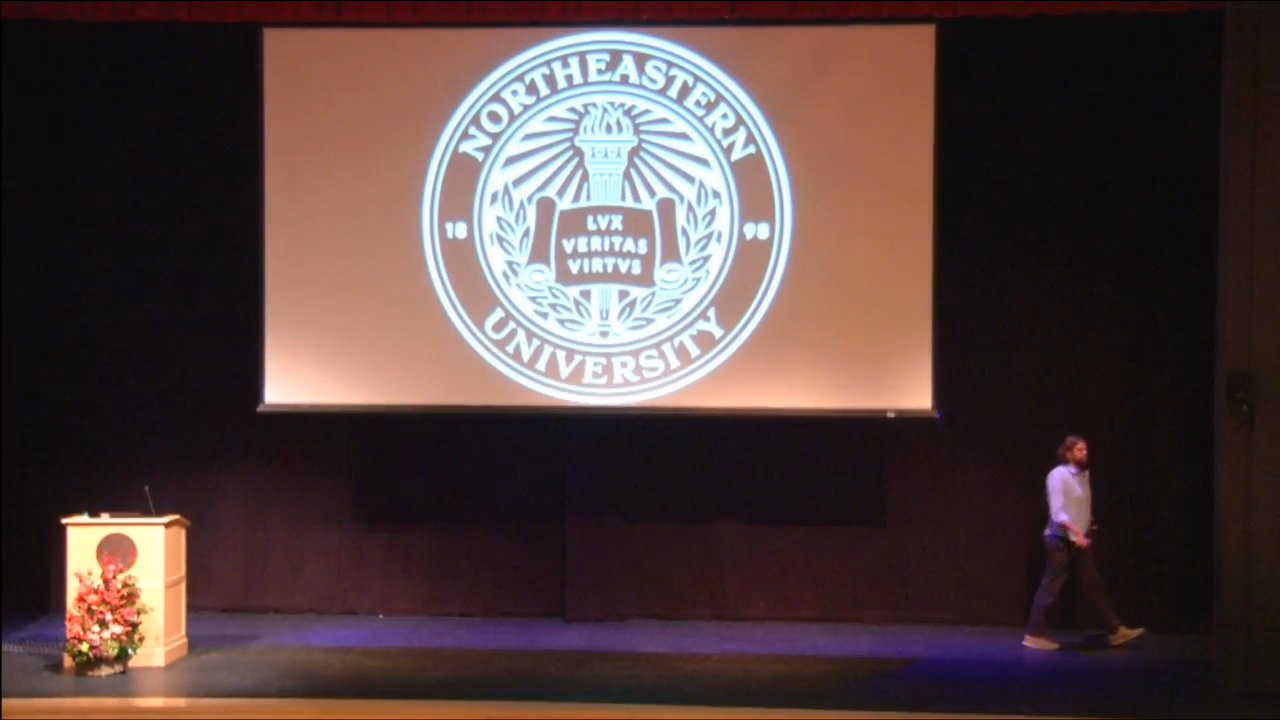 NORTHEASTERN
18 98
LVX
VERITAS
VIRTVS
UNIVERSITY